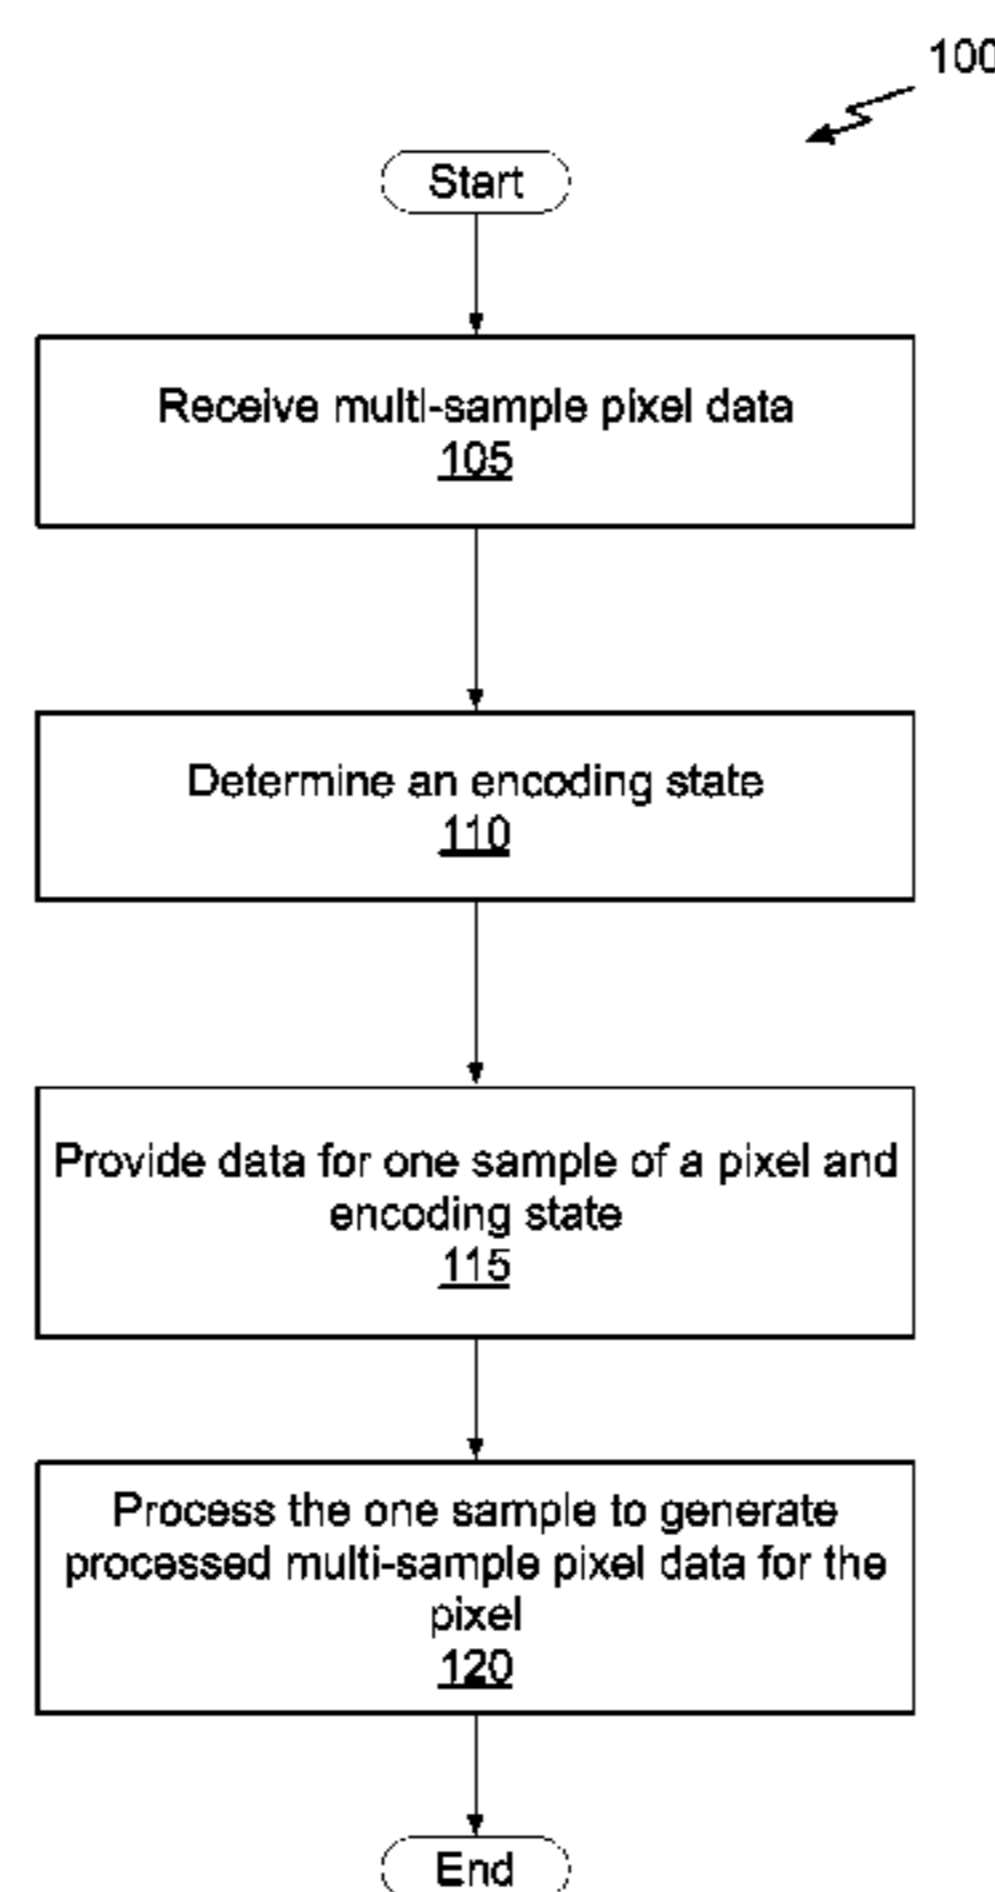 100
Start
Receive multi-sample pixel data
105
Determine an encoding state
110
Provide data for one sample of a pixel and
encoding state
115
Process the one sample to generate
processed multi-sample pixel data for the
pixel
120
End